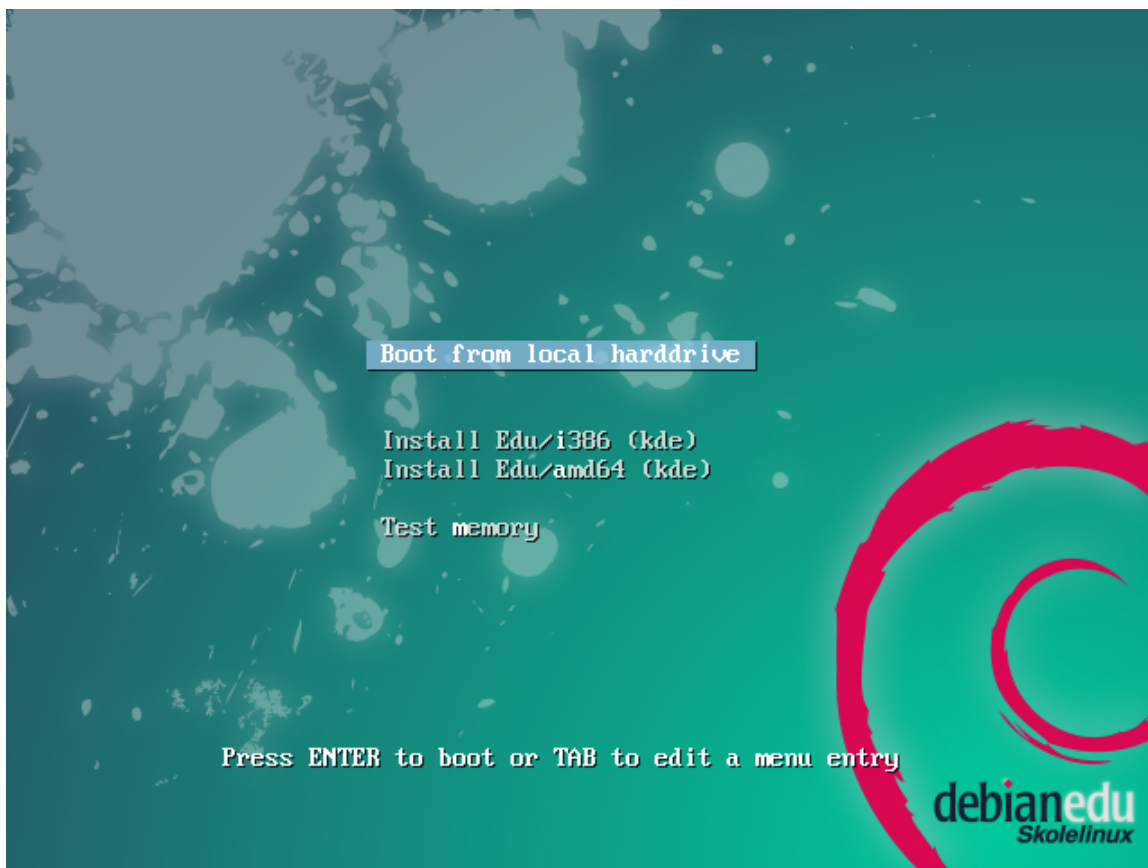 Boot from local harddrive
Install Edu/i386 (kde)
Install Edu/amd64 (kde)
Test memory
Press ENTER to boot or TAB to edit a menu entry
debianedu
Skolelinux